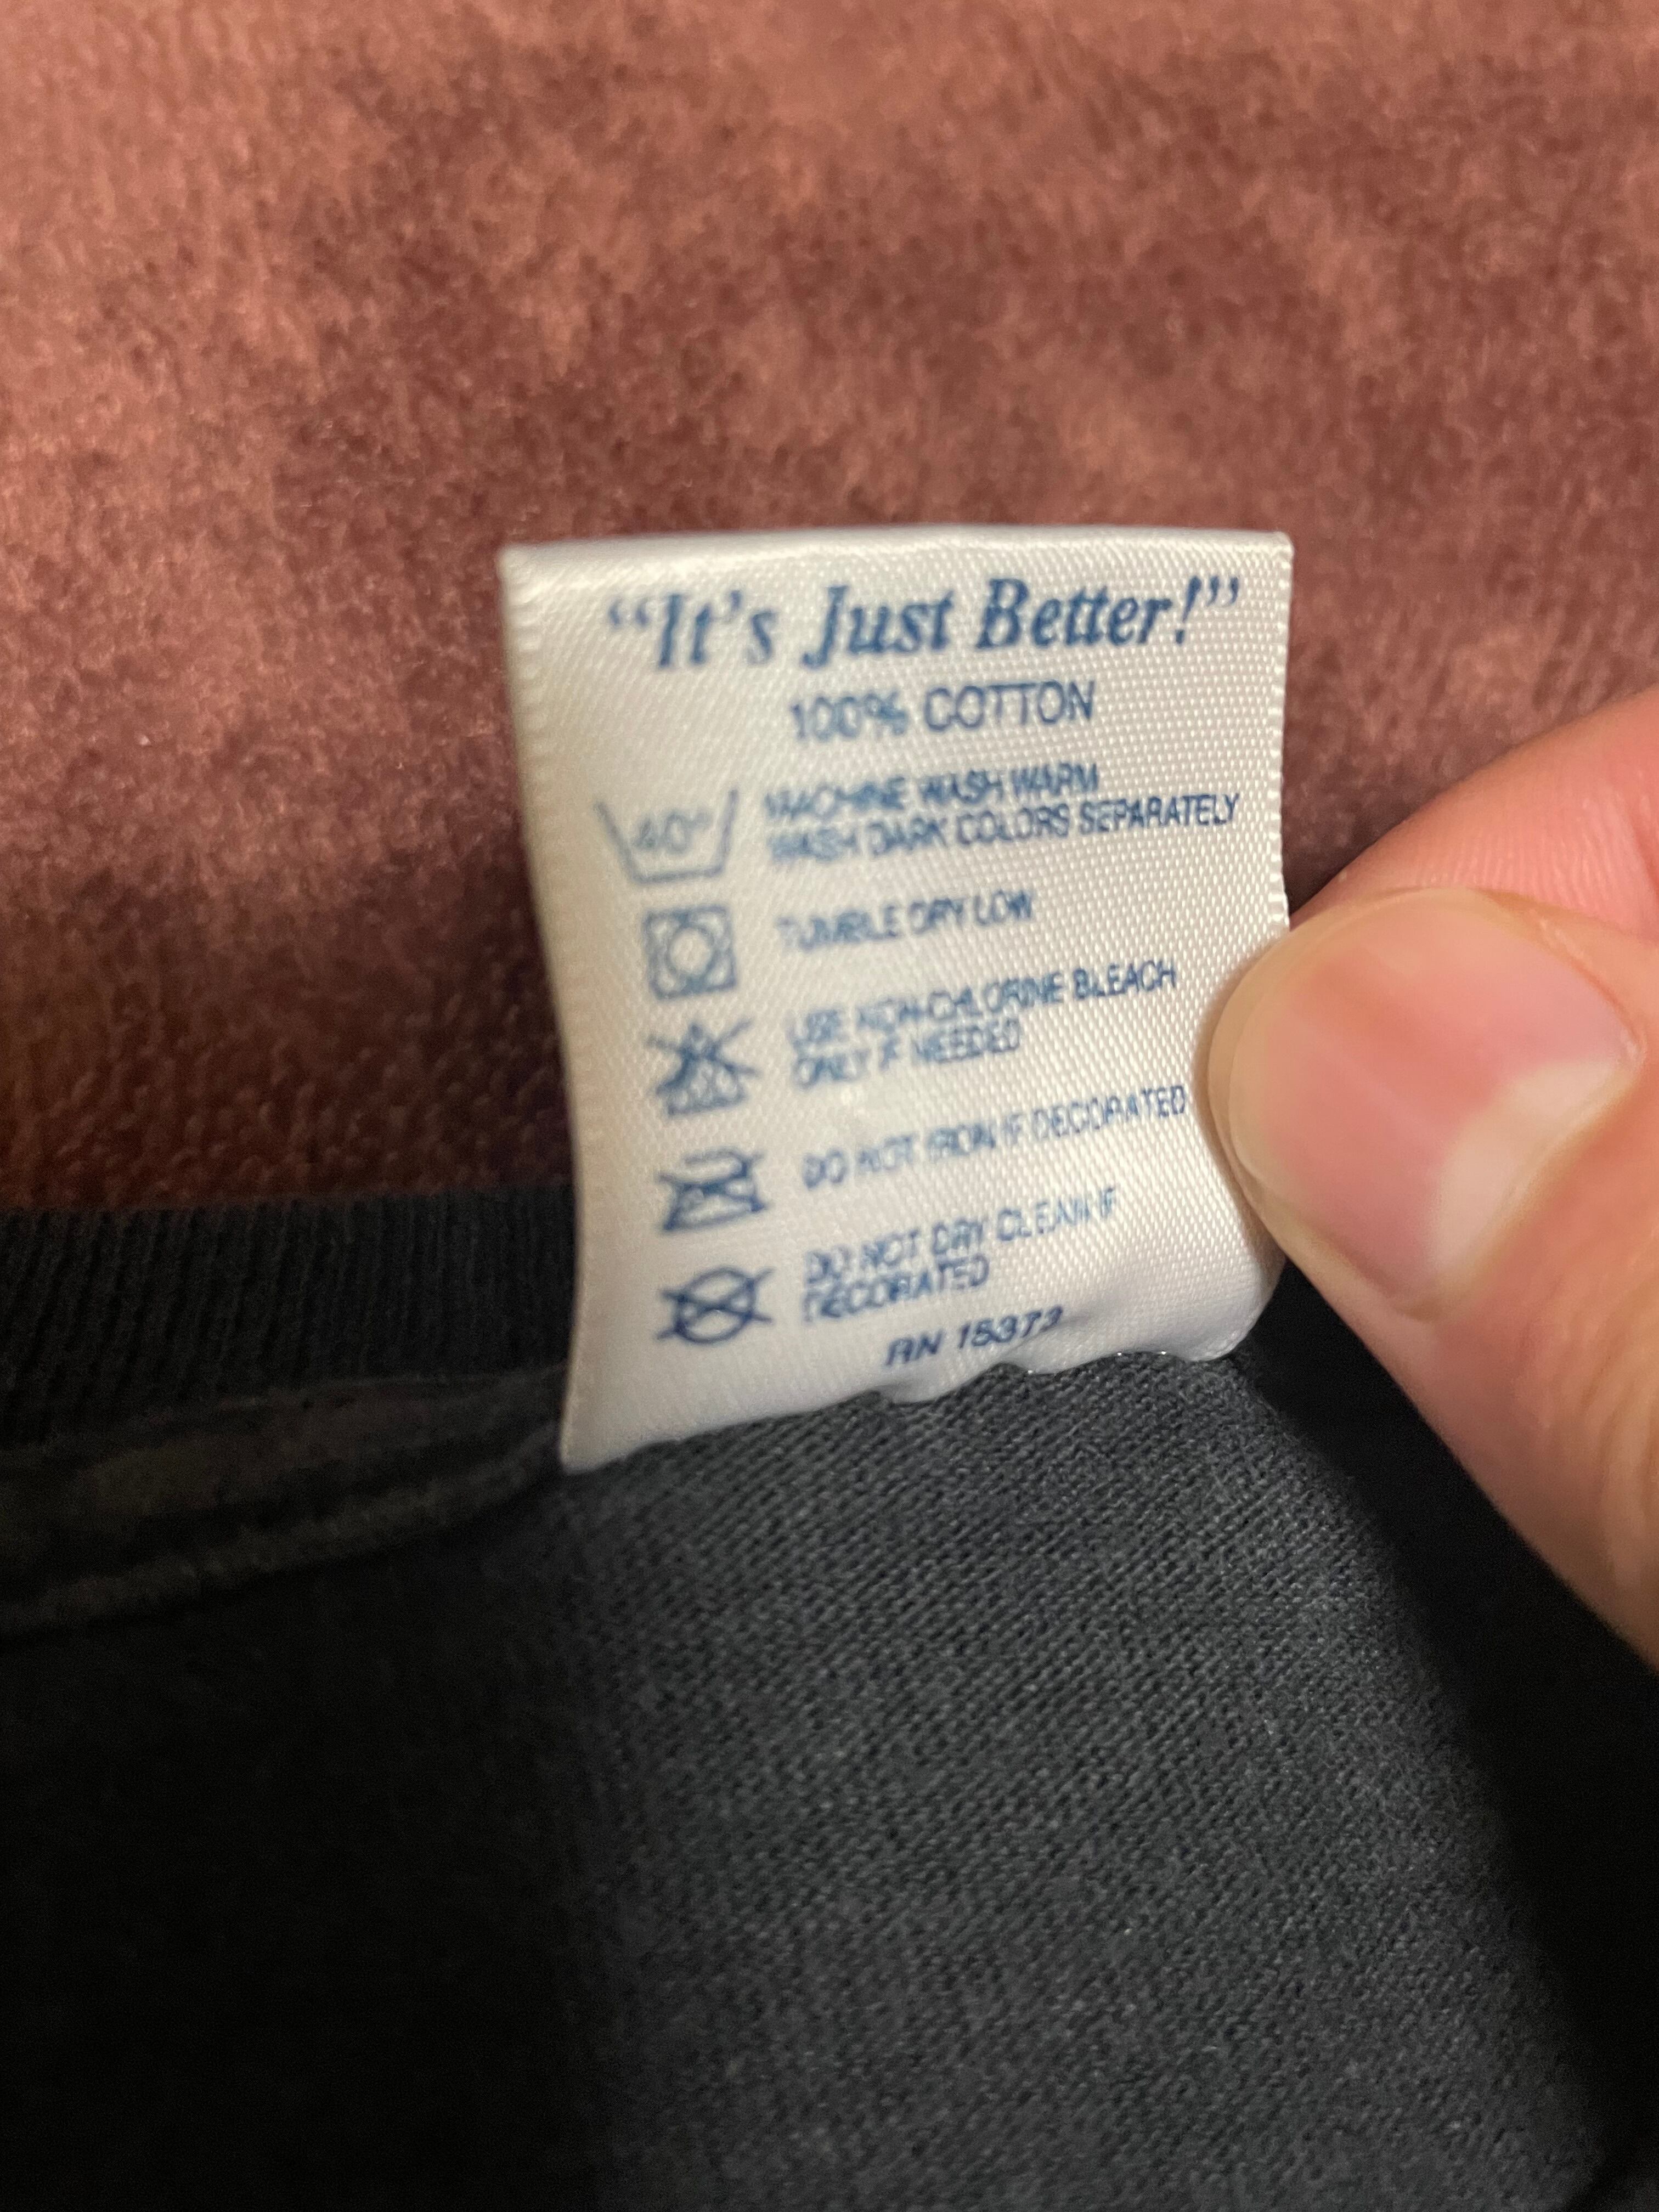 “It’s Just Better!”
100% COTTON
40° MACHINE WASH WARM
WASH DARK COLORS SEPARATELY
TUMBLE DRY LOW
USE NON-CHLORINE BLEACH
ONLY IF NEEDED
DO NOT IRON IF DECORATED
DO NOT DRY CLEAN IF
DECORATED
RN 15373